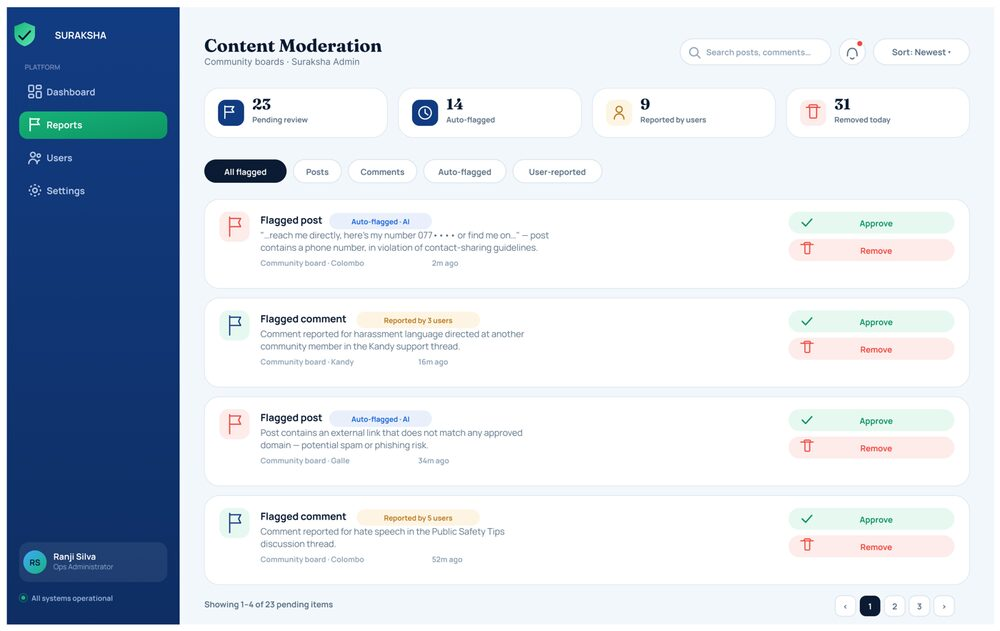 SURAKSHA
PLATFORM
Dashboard
Reports
Users
Settings
RS
Ranji Silva
Ops Administrator
All systems operational
Content Moderation
Community boards · Suraksha Admin
Search posts, comments...
Sort: Newest
23
Pending review
14
Auto-flagged
9
Reported by users
31
Removed today
All flagged
Posts
Comments
Auto-flagged
User-reported
Flagged post
Auto-flagged · AI
"...reach me directly, here's my number 077•••• or find me on..." — post
contains a phone number, in violation of contact-sharing guidelines.
Community board · Colombo
2m ago
Approve
Remove
Flagged comment
Reported by 3 users
Comment reported for harassment language directed at another
community member in the Kandy support thread.
Community board · Kandy
16m ago
Approve
Remove
Flagged post
Auto-flagged · AI
Post contains an external link that does not match any approved
domain — potential spam or phishing risk.
Community board · Galle
34m ago
Approve
Remove
Flagged comment
Reported by 5 users
Comment reported for hate speech in the Public Safety Tips
discussion thread.
Community board · Colombo
52m ago
Approve
Remove
Showing 1–4 of 23 pending items
‹ 1 2 3 ›